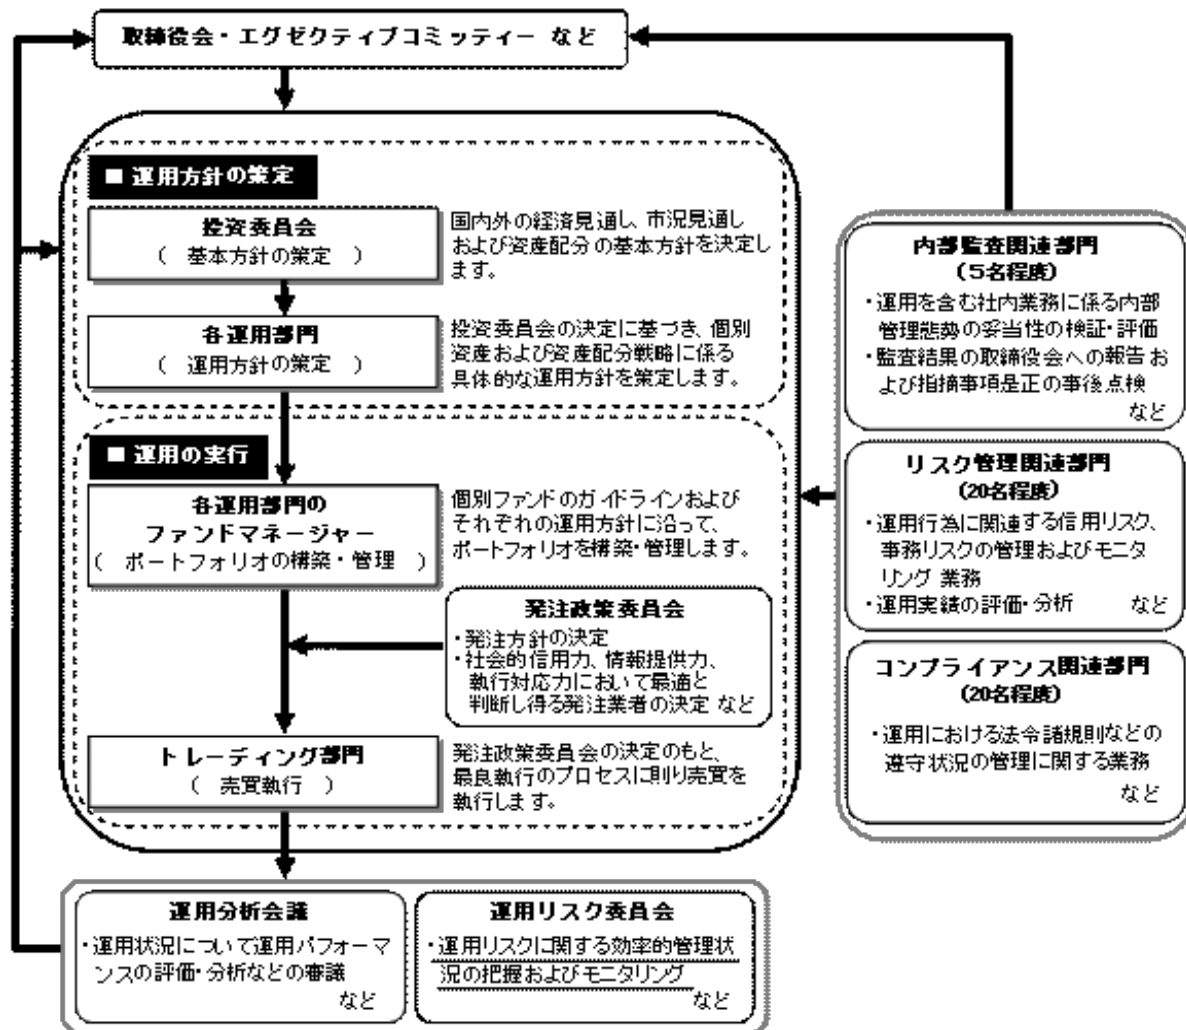 取締役会・エグゼクティブコミッティー など
■ 運用方針の策定
投資委員会
（ 基本方針の策定 ）
国内外の経済見通し、市況見通し
および資産配分の基本方針を決定し
ます。
各運用部門
（ 運用方針の策定 ）
投資委員会の決定に基づき、個別
資産および資産配分戦略に係る
具体的な運用方針を策定します。
■ 運用の実行
各運用部門の
ファンドマネージャー
（ ポートフォリオの構築・管理 ）
個別ファンドのガイドラインおよび
それぞれの運用方針に沿って、
ポートフォリオを構築・管理します。
発注政策委員会
・発注方針の決定
・社会的信用力、情報提供力、
執行対応力において最適と
判断し得る発注業者の決定 など
トレーディング部門
（ 売買執行 ）
発注政策委員会の決定のもと、
最良執行のプロセスに則り売買を
執行します。
内部監査関連部門
（５名程度）
・運用を含む社内業務に係る内部
管理態勢の妥当性の検証・評価
・監査結果の取締役会への報告お
よび指摘事項是正の事後点検
など
リスク管理関連部門
（20名程度）
・運用行為に関連する信用リスク、
事務リスクの管理およびモニタ
リング 業務
・運用実績の評価・分析 など
コンプライアンス関連部門
（20名程度）
・運用における法令諸規則などの
遵守状況の管理に関する業務
など
運用分析会議
・運用状況について運用パフォーマ
ンスの評価・分析などの審議
など
運用リスク委員会
・運用リスクに関する効率的管理状
況の把握およびモニタリング
など